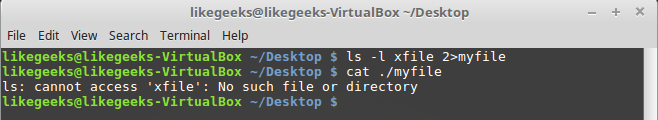 likegeeks@likegeeks-VirtualBox ~/Desktop
File Edit View Search Terminal Help
likegeeks@likegeeks-VirtualBox ~/Desktop $ ls -l xfile 2>myfile
likegeeks@likegeeks-VirtualBox ~/Desktop $ cat ./myfile
ls: cannot access 'xfile': No such file or directory
likegeeks@likegeeks-VirtualBox ~/Desktop $